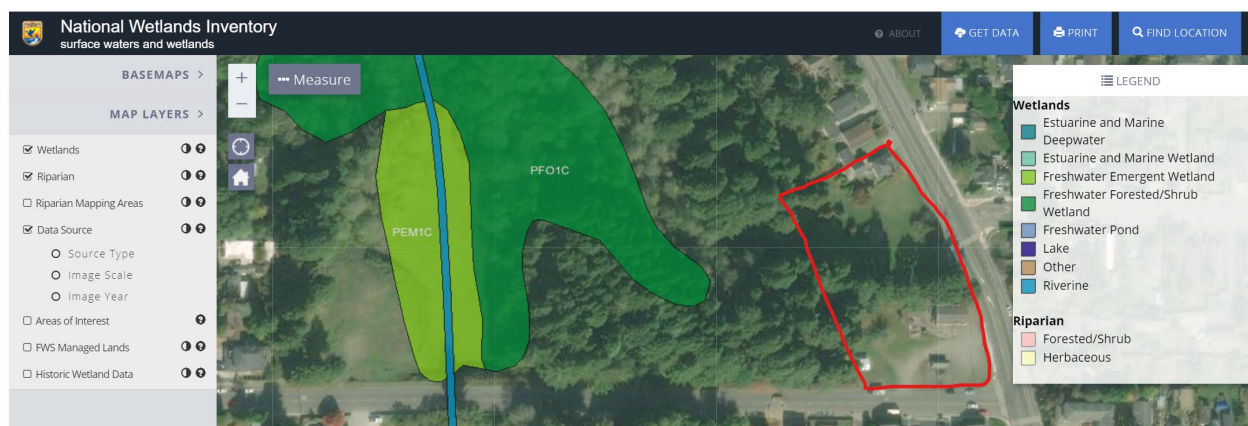 National Wetlands Inventory
surface waters and wetlands
ABOUT
GET DATA
PRINT
FIND LOCATION
BASEMAPS >
MAP LAYERS >
Wetlands
Riparian
Riparian Mapping Areas
Data Source
Source Type
Image Scale
Image Year
Areas of Interest
FWS Managed Lands
Historic Wetland Data
+
−
••• Measure
PFO1C
PEM1C
LEGEND
Wetlands
Estuarine and Marine
Deepwater
Estuarine and Marine Wetland
Freshwater Emergent Wetland
Freshwater Forested/Shrub
Wetland
Freshwater Pond
Lake
Other
Riverine
Riparian
Forested/Shrub
Herbaceous